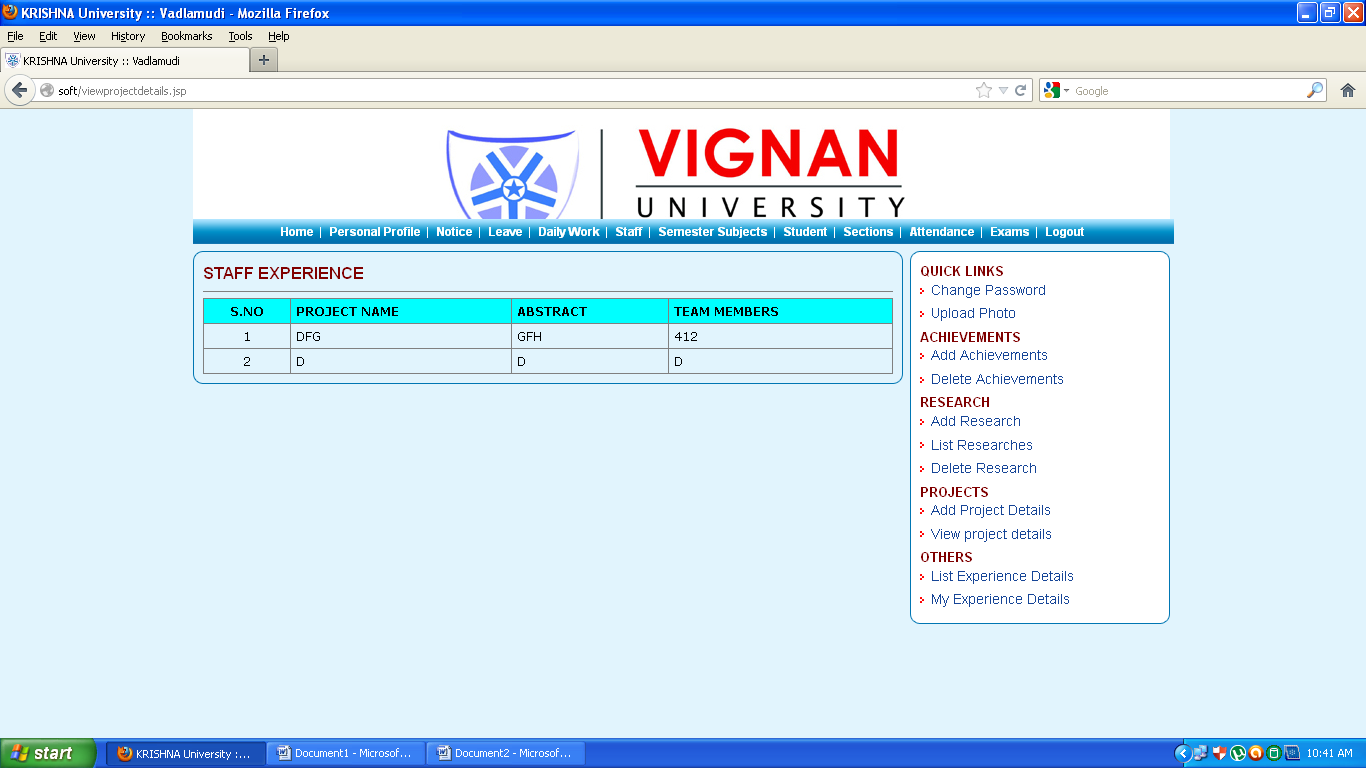 KRISHNA University :: Vadlamudi - Mozilla Firefox
File Edit View History Bookmarks Tools Help
KRISHNA University :: Vadlamudi
soft/viewprojectdetails.jsp
Google
VIGNAN
UNIVERSITY
Home | Personal Profile | Notice | Leave | Daily Work | Staff | Semester Subjects | Student | Sections | Attendance | Exams | Logout
STAFF EXPERIENCE
S.NO PROJECT NAME ABSTRACT TEAM MEMBERS
1 DFG GFH 412
2 D D D
QUICK LINKS
Change Password
Upload Photo
ACHIEVEMENTS
Add Achievements
Delete Achievements
RESEARCH
Add Research
List Researches
Delete Research
PROJECTS
Add Project Details
View project details
OTHERS
List Experience Details
My Experience Details
start
KRISHNA University :...
Document1 - Microsof...
Document2 - Microsof...
10:41 AM